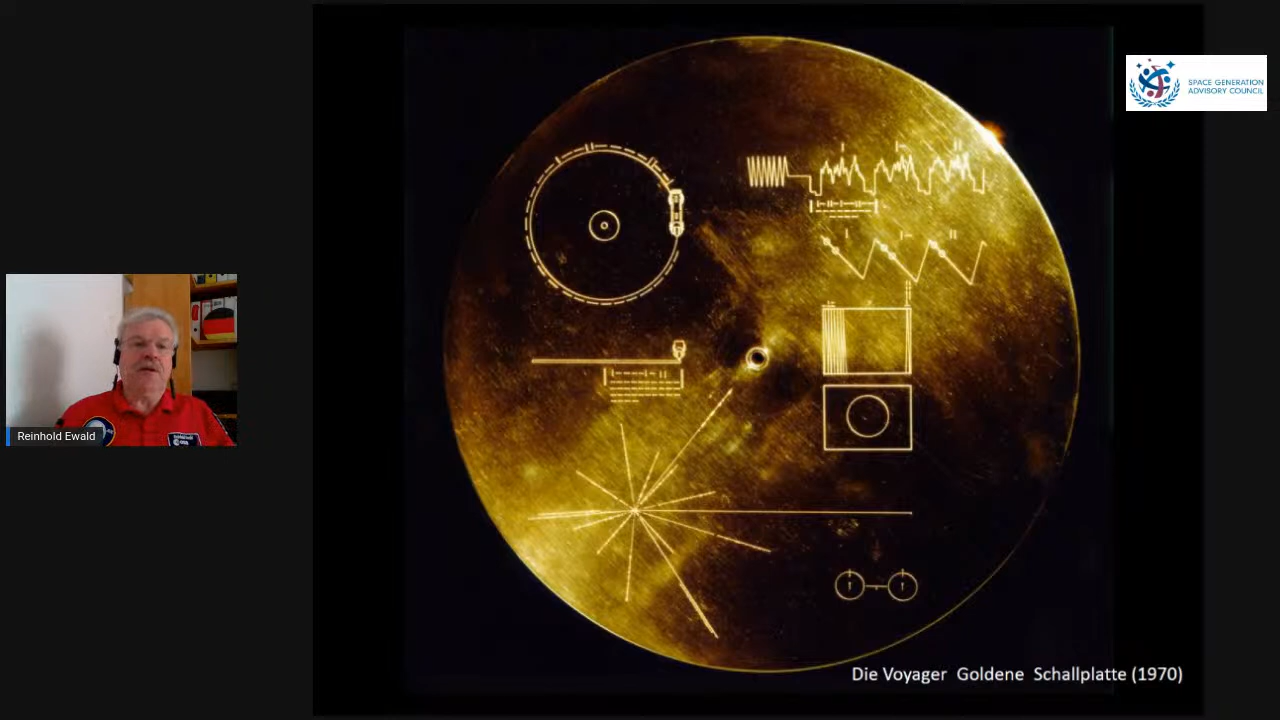 SPACE GENERATION
ADVISORY COUNCIL
Reinhold Ewald
Die Voyager Goldene Schallplatte (1970)